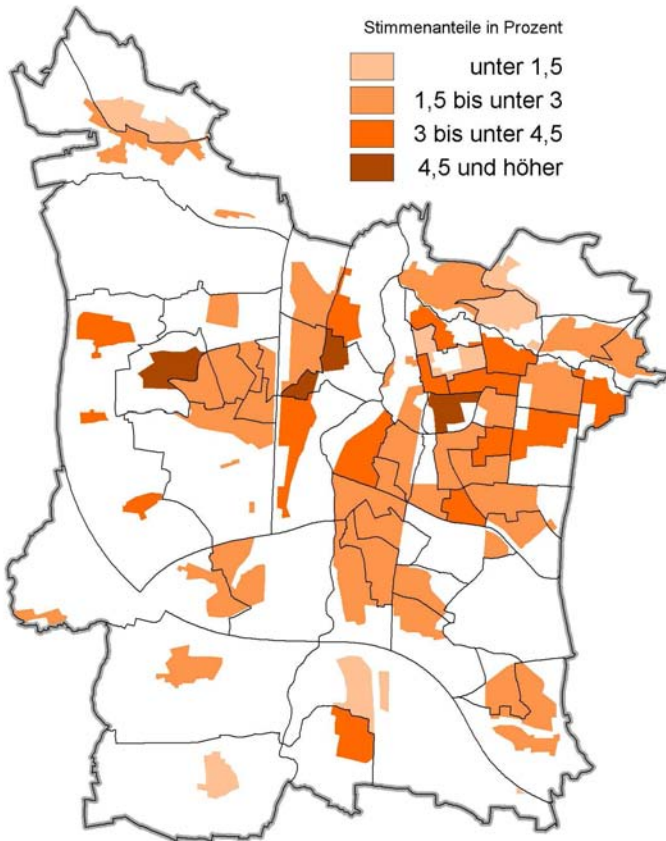 Stimmenanteile in Prozent
unter 1,5
1,5 bis unter 3
3 bis unter 4,5
4,5 und höher